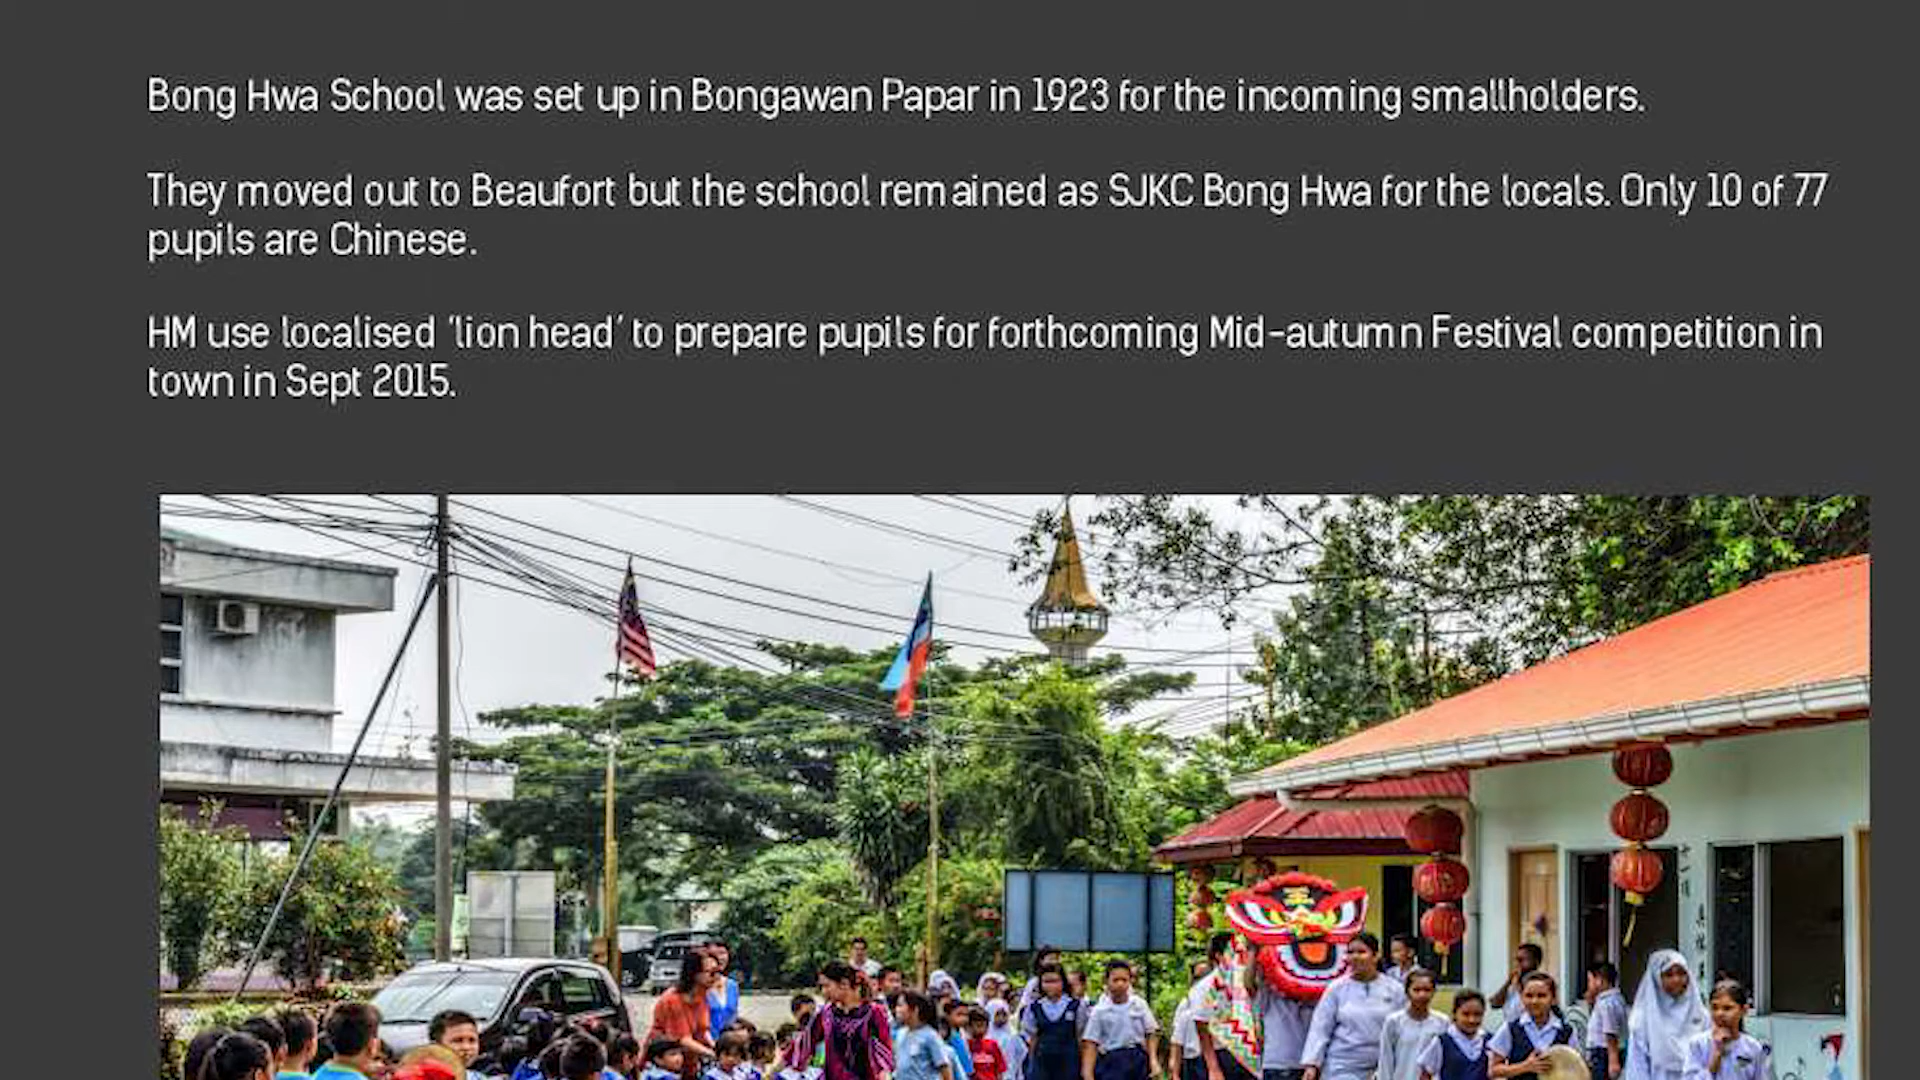 Bong Hwa School was set up in Bongawan Papar in 1923 for the incoming smallholders.
They moved out to Beaufort but the school remained as SJKC Bong Hwa for the locals. Only 10 of 77
pupils are Chinese.
HM use localised 'lion head' to prepare pupils for forthcoming Mid-autumn Festival competition in
town in Sept 2015.
王